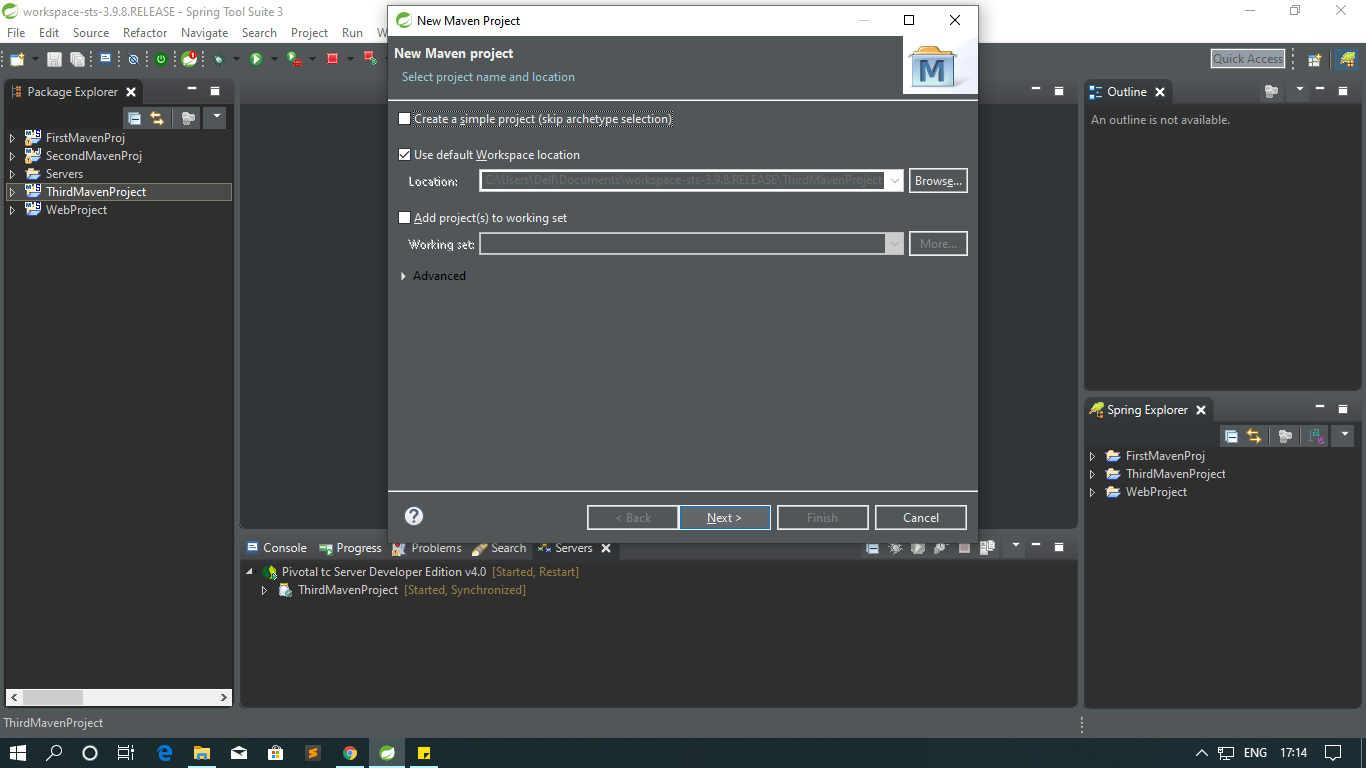 workspace-sts-3.9.8.RELEASE - Spring Tool Suite 3
File Edit Source Refactor Navigate Search Project Run W
Quick Access
Package Explorer
FirstMavenProj
SecondMavenProj
Servers
ThirdMavenProject
WebProject
New Maven Project
New Maven project
Select project name and location
M
Create a simple project (skip archetype selection)
Use default Workspace location
Location: C:\Users\Dell\Documents\workspace-sts-3.9.8.RELEASE\ThirdMavenProject Browse...
Add project(s) to working set
Working set: More...
Advanced
? < Back Next > Finish Cancel
Outline
An outline is not available.
Spring Explorer
FirstMavenProj
ThirdMavenProject
WebProject
Console Progress Problems Search Servers
Pivotal tc Server Developer Edition v4.0 [Started, Restart]
ThirdMavenProject [Started, Synchronized]
ThirdMavenProject
ENG 17:14